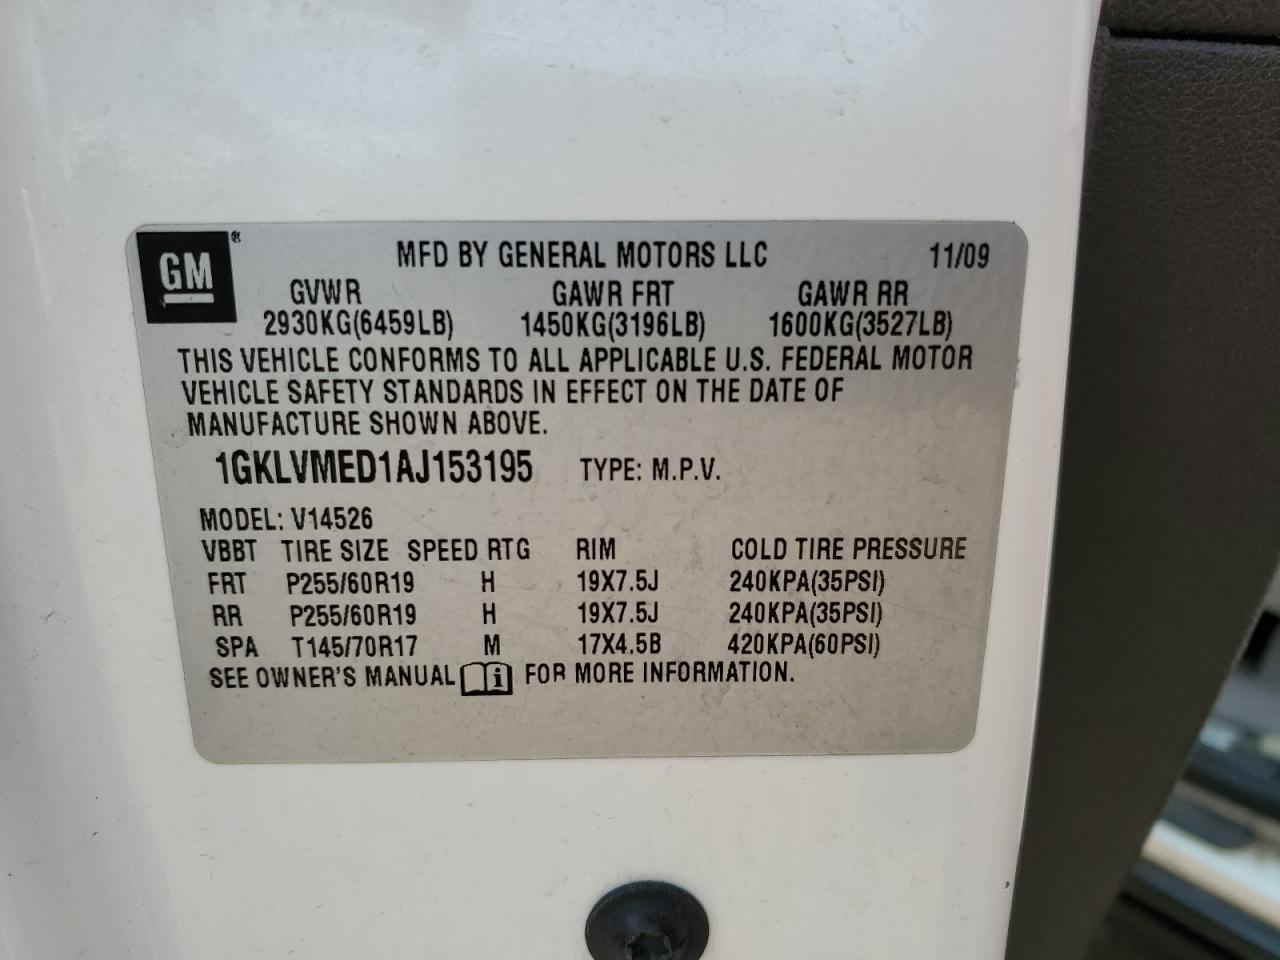 GM®
MFD BY GENERAL MOTORS LLC 11/09
GVWR GAWR FRT GAWR RR
2930KG(6459LB) 1450KG(3196LB) 1600KG(3527LB)
THIS VEHICLE CONFORMS TO ALL APPLICABLE U.S. FEDERAL MOTOR
VEHICLE SAFETY STANDARDS IN EFFECT ON THE DATE OF
MANUFACTURE SHOWN ABOVE.
1GKLVMED1AJ153195 TYPE: M.P.V.
MODEL: V14526
VBBT TIRE SIZE SPEED RTG RIM COLD TIRE PRESSURE
FRT P255/60R19 H 19X7.5J 240KPA(35PSI)
RR P255/60R19 H 19X7.5J 240KPA(35PSI)
SPA T145/70R17 M 17X4.5B 420KPA(60PSI)
SEE OWNER'S MANUAL i FOR MORE INFORMATION.